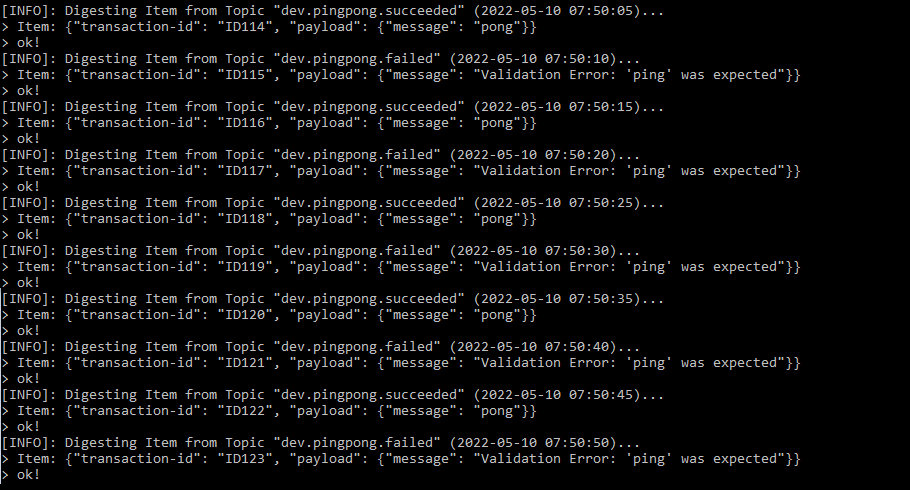 [INFO]: Digesting Item from Topic "dev.pingpong.succeeded" (2022-05-10 07:50:05)...
> Item: {"transaction-id": "ID114", "payload": {"message": "pong"}}
> ok!
[INFO]: Digesting Item from Topic "dev.pingpong.failed" (2022-05-10 07:50:10)...
> Item: {"transaction-id": "ID115", "payload": {"message": "Validation Error: 'ping' was expected"}}
> ok!
[INFO]: Digesting Item from Topic "dev.pingpong.succeeded" (2022-05-10 07:50:15)...
> Item: {"transaction-id": "ID116", "payload": {"message": "pong"}}
> ok!
[INFO]: Digesting Item from Topic "dev.pingpong.failed" (2022-05-10 07:50:20)...
> Item: {"transaction-id": "ID117", "payload": {"message": "Validation Error: 'ping' was expected"}}
> ok!
[INFO]: Digesting Item from Topic "dev.pingpong.succeeded" (2022-05-10 07:50:25)...
> Item: {"transaction-id": "ID118", "payload": {"message": "pong"}}
> ok!
[INFO]: Digesting Item from Topic "dev.pingpong.failed" (2022-05-10 07:50:30)...
> Item: {"transaction-id": "ID119", "payload": {"message": "Validation Error: 'ping' was expected"}}
> ok!
[INFO]: Digesting Item from Topic "dev.pingpong.succeeded" (2022-05-10 07:50:35)...
> Item: {"transaction-id": "ID120", "payload": {"message": "pong"}}
> ok!
[INFO]: Digesting Item from Topic "dev.pingpong.failed" (2022-05-10 07:50:40)...
> Item: {"transaction-id": "ID121", "payload": {"message": "Validation Error: 'ping' was expected"}}
> ok!
[INFO]: Digesting Item from Topic "dev.pingpong.succeeded" (2022-05-10 07:50:45)...
> Item: {"transaction-id": "ID122", "payload": {"message": "pong"}}
> ok!
[INFO]: Digesting Item from Topic "dev.pingpong.failed" (2022-05-10 07:50:50)...
> Item: {"transaction-id": "ID123", "payload": {"message": "Validation Error: 'ping' was expected"}}
> ok!